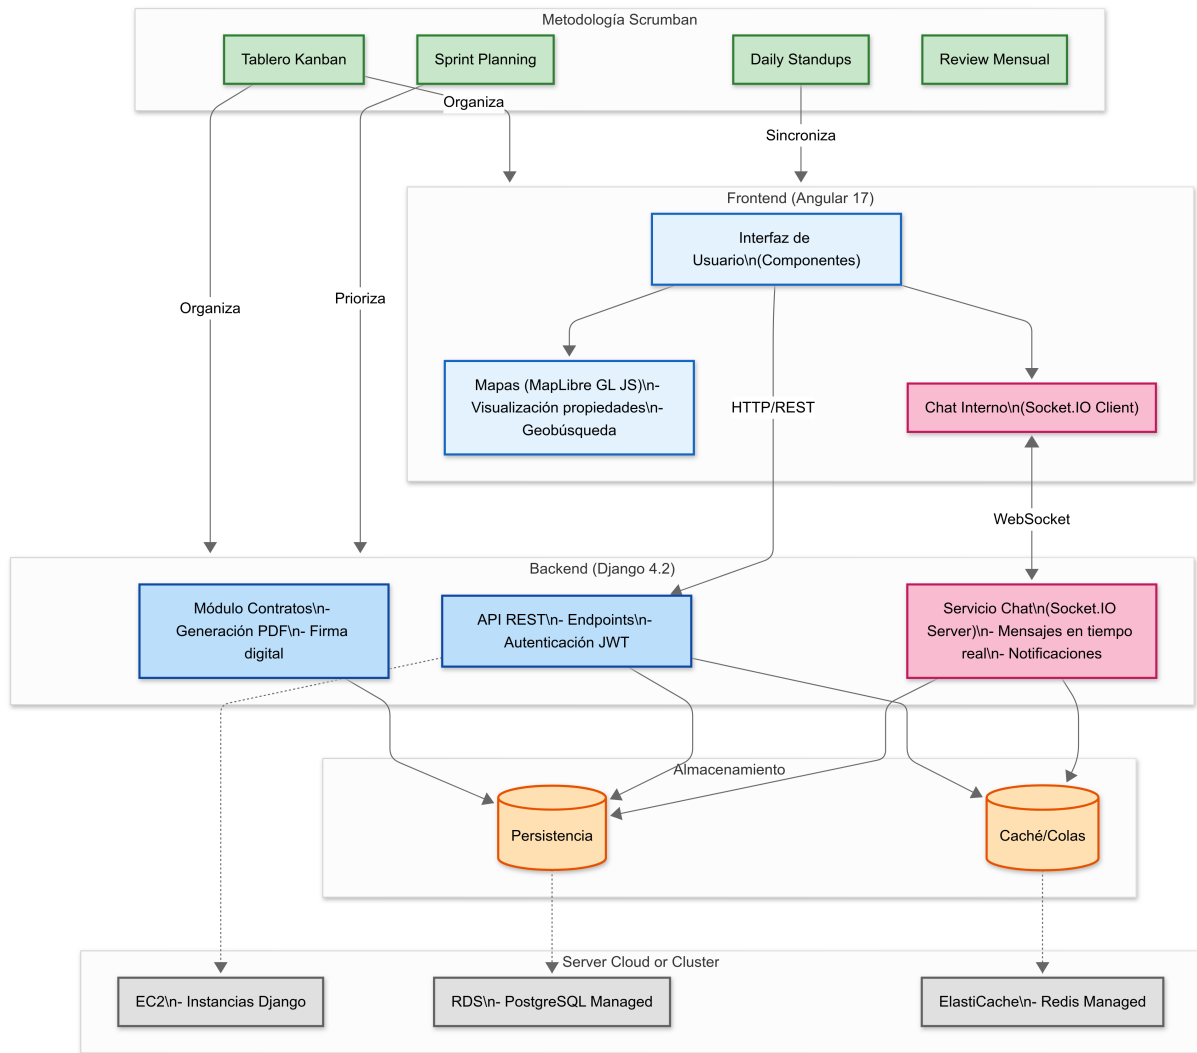 Metodología Scrumban
Tablero Kanban
Sprint Planning
Daily Standups
Review Mensual
Organiza
Sincroniza
Frontend (Angular 17)
Interfaz de
Usuario\n(Componentes)
Organiza
Prioriza
Mapas (MapLibre GL JS)\n-
Visualización propiedades\n-
Geobúsqueda
HTTP/REST
Chat Interno\n(Socket.IO Client)
WebSocket
Backend (Django 4.2)
Módulo Contratos\n-
Generación PDF\n- Firma
digital
API REST\n- Endpoints\n-
Autenticación JWT
Servicio Chat\n(Socket.IO
Server)\n- Mensajes en tiempo
real\n- Notificaciones
Almacenamiento
Persistencia
Caché/Colas
Server Cloud or Cluster
EC2\n- Instancias Django
RDS\n- PostgreSQL Managed
ElastiCache\n- Redis Managed